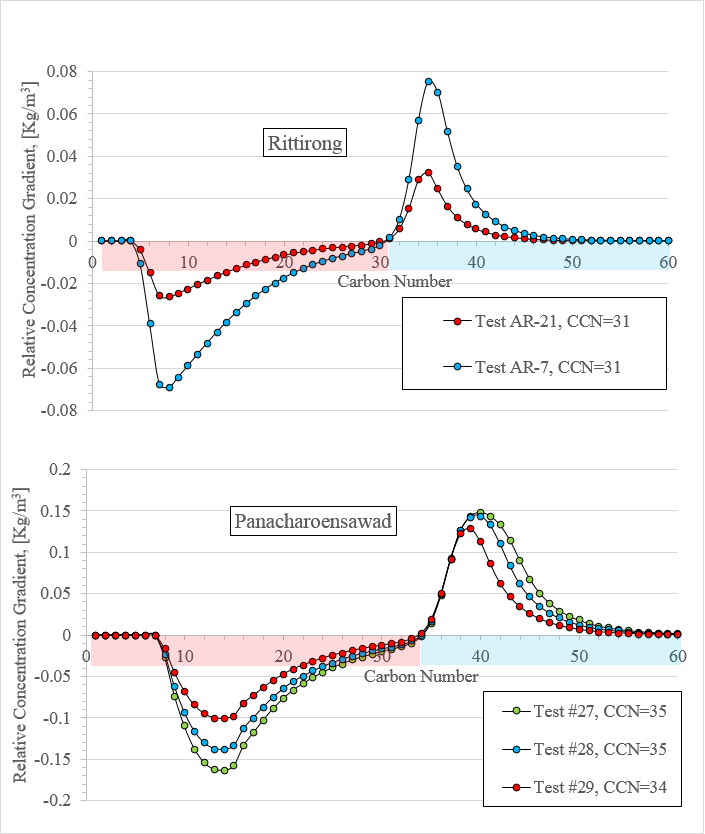 Relative Concentration Gradient, [Kg/m³]
0.08
0.06
0.04
0.02
0
-0.02
-0.04
-0.06
-0.08
Rittirong
0 10 20 30 40 50 60
Carbon Number
Test AR-21, CCN=31
Test AR-7, CCN=31
Relative Concentration Gradient, [Kg/m³]
0.2
0.15
0.1
0.05
0
-0.05
-0.1
-0.15
-0.2
Panacharoensawad
0 10 20 30 40 50 60
Carbon Number
Test #27, CCN=35
Test #28, CCN=35
Test #29, CCN=34